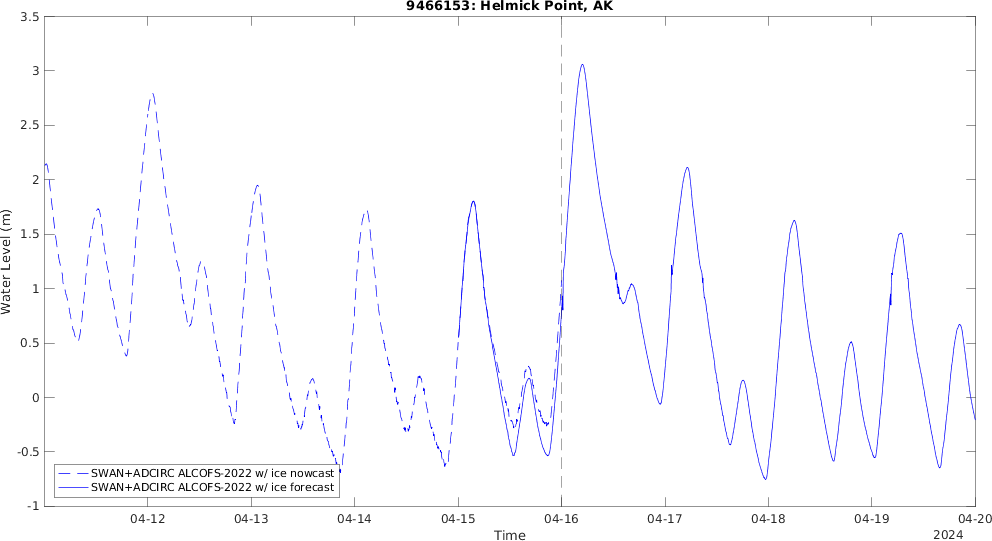 9466153: Helmick Point, AK
3.5
3
2.5
2
1.5
1
0.5
0
-0.5
-1
Water Level (m)
SWAN+ADCIRC ALCOFS-2022 w/ ice nowcast
SWAN+ADCIRC ALCOFS-2022 w/ ice forecast
04-12 04-13 04-14 04-15 04-16 04-17 04-18 04-19 04-20
Time
2024